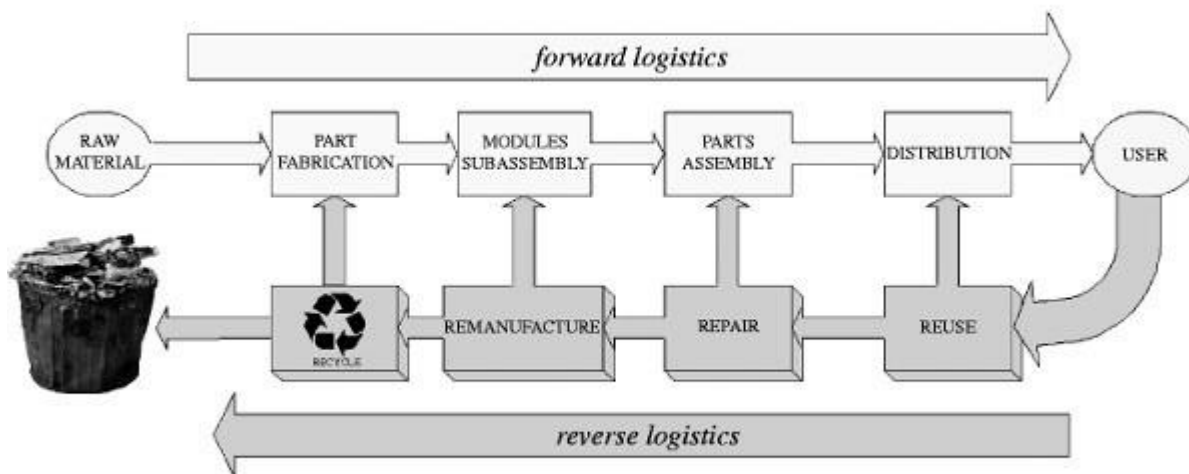 forward logistics
RAW
MATERIAL
PART
FABRICATION
MODULES
SUBASSEMBLY
PARTS
ASSEMBLY
DISTRIBUTION
USER
RECYCLE
REMANUFACTURE
REPAIR
REUSE
reverse logistics